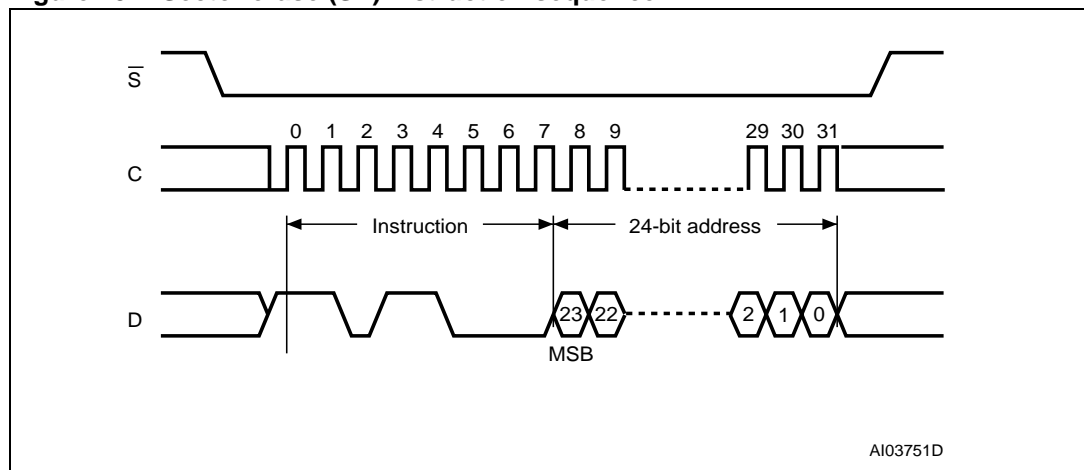 S
0 1 2 3 4 5 6 7 8 9 29 30 31
C
Instruction 24-bit address
D 23 22 2 1 0
MSB
AI03751D